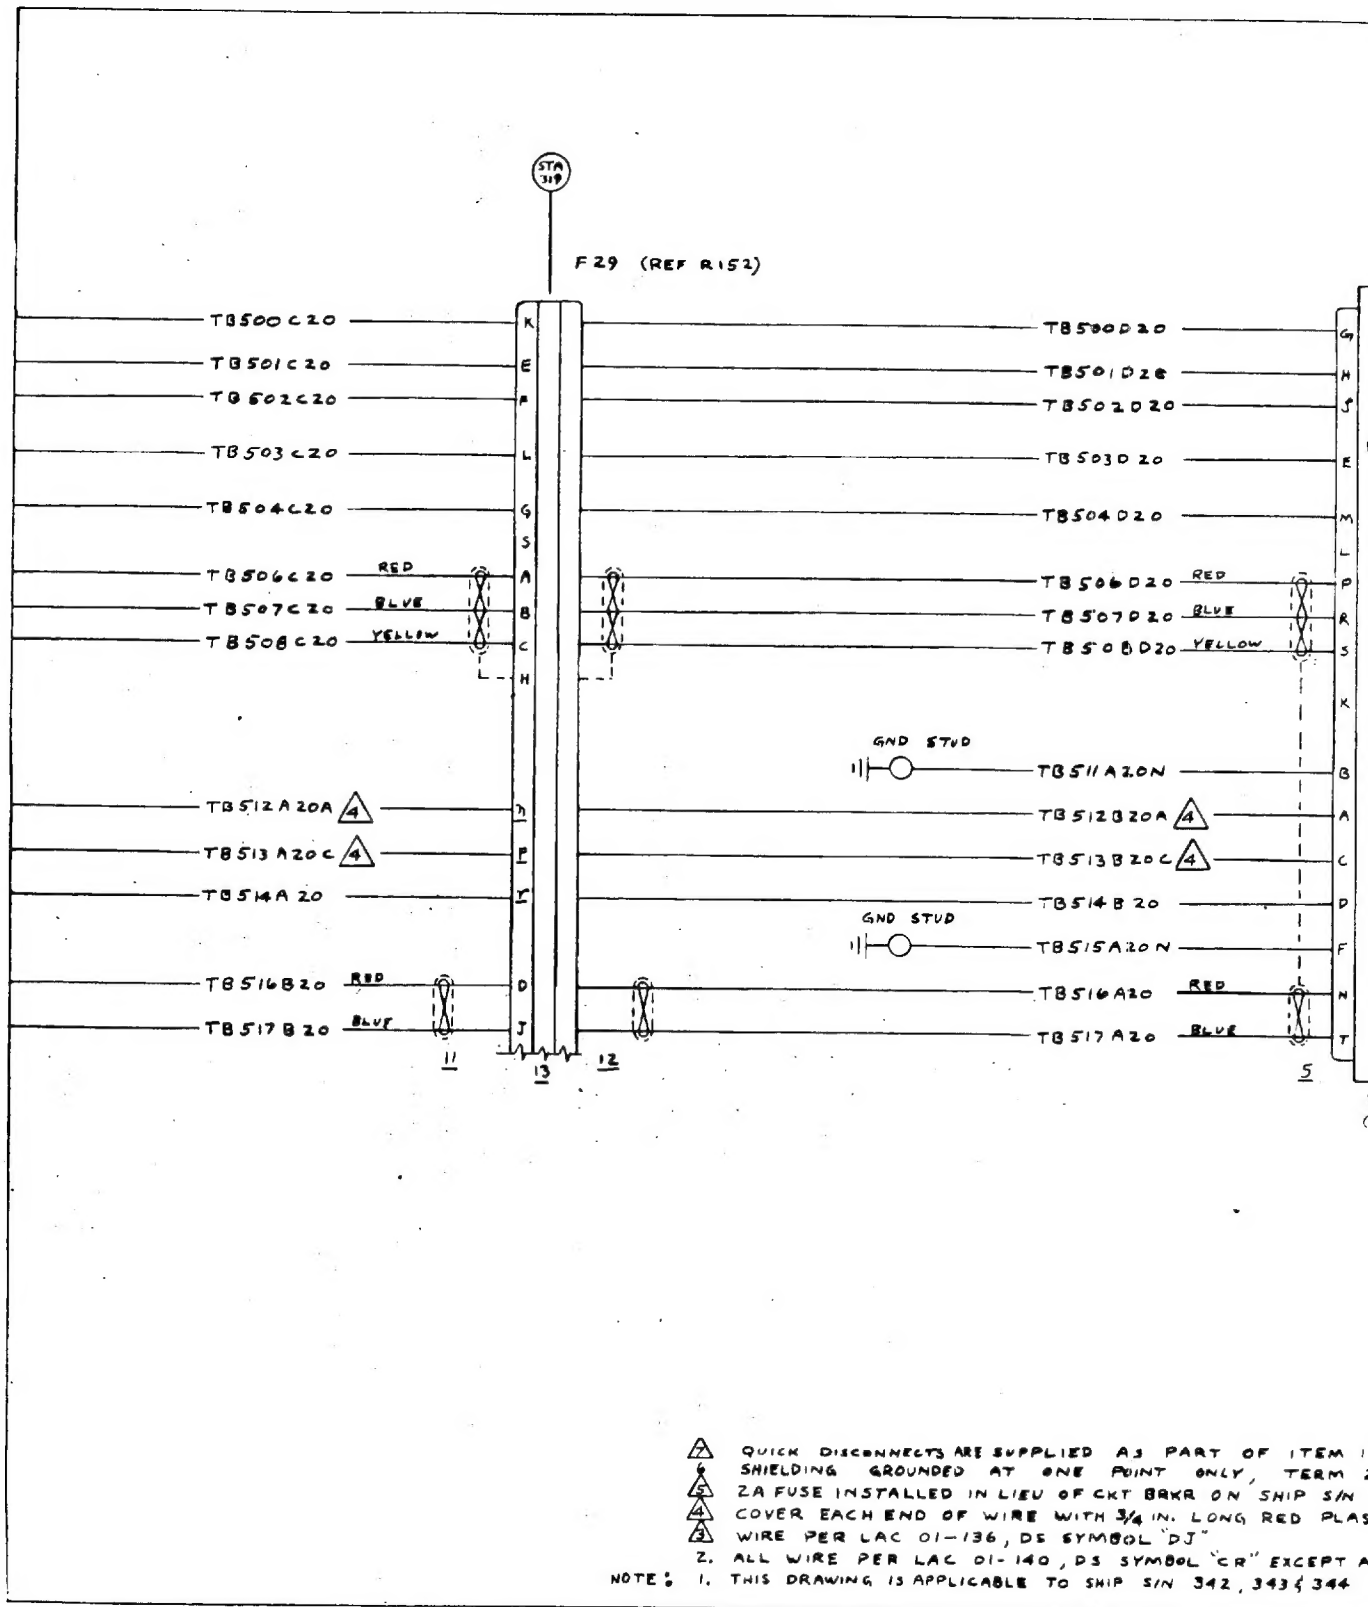 STA
319
F29 (REF R152)
TB500C20 K TB500D20 G
TB501C20 E TB501D20 H
TB502C20 F TB502D20 J
TB503C20 L TB503D20 E
TB504C20 G TB504D20 M
S L
TB506C20 RED A TB506D20 RED P
TB507C20 BLUE B TB507D20 BLUE R
TB508C20 YELLOW C TB508D20 YELLOW S
H
K
GND STUD
TB511A20N B
TB512A20A 4 n TB512B20A 4 A
TB513A20C 4 P TB513B20C 4 C
TB514A20 r TB514B20 D
GND STUD
TB515A20N F
TB516B20 RED D TB516A20 RED N
TB517B20 BLUE J TB517A20 BLUE T
11 13 12 5
7 QUICK DISCONNECTS ARE SUPPLIED AS PART OF ITEM 1
6 SHIELDING GROUNDED AT ONE POINT ONLY, TERM
5 2A FUSE INSTALLED IN LIEU OF CKT BRKR ON SHIP S/N
4 COVER EACH END OF WIRE WITH 3/4 IN. LONG RED PLAS
3 WIRE PER LAC 01-136, DS SYMBOL "DJ"
2. ALL WIRE PER LAC 01-140, DS SYMBOL "CR" EXCEPT A
NOTE: 1. THIS DRAWING IS APPLICABLE TO SHIP S/N 342, 343 & 344